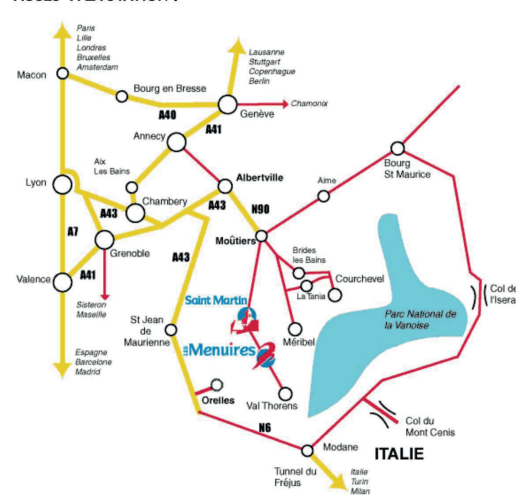 Paris
Lille
Londres
Bruxelles
Amsterdam
Lausanne
Stuttgart
Copenhague
Berlin
Macon
Bourg en Bresse
A40
Genève
Chamonix
A41
Annecy
Aix
Les Bains
Albertville
Bourg
St Maurice
Aime
Lyon
Chambery
A43
A43
N90
A7
Grenoble
A43
Moûtiers
Brides
les Bains
Valence
A41
Courchevel
La Tania
Col de
l'Iseran
Sisteron
Maseille
Saint Martin
Parc National de
la Vanoise
St Jean
de
Maurienne
Méribel
Les
Menuires
Espagne
Barcelone
Madrid
Orelles
Val Thorens
N6
Col du
Mont Cenis
Modane
ITALIE
Tunnel du
Fréjus
Italie
Turin
Milan